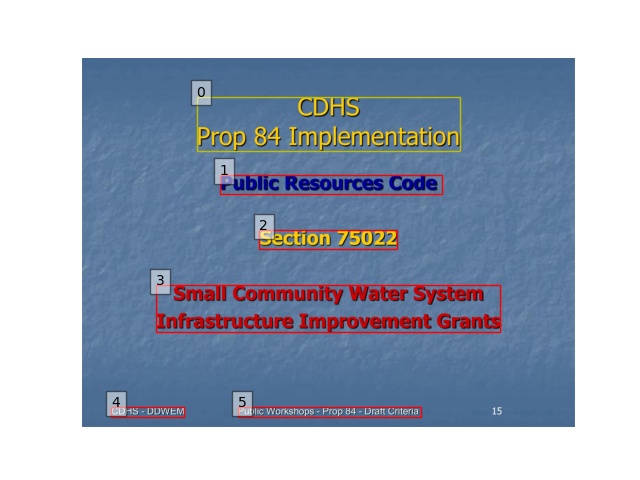 CDHS
Prop 84 Implementation
Public Resources Code
Section 75022
Small Community Water System
Infrastructure Improvement Grants
CDHS - DDWEM
Public Workshops - Prop 84 - Draft Criteria
15
0
1
2
3
4
5